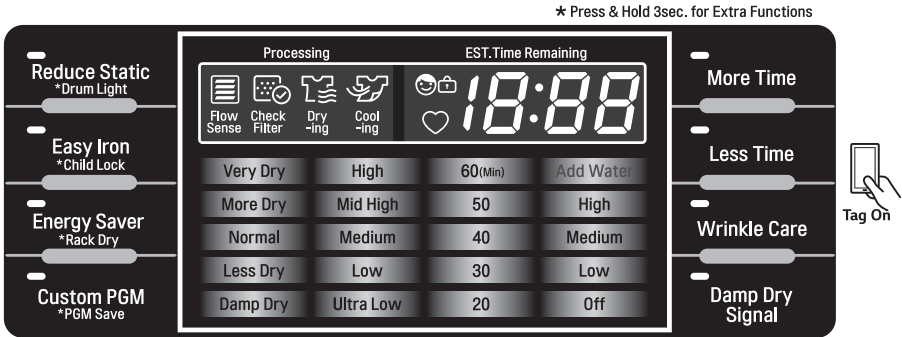 * Press & Hold 3sec. for Extra Functions
Reduce Static
*Drum Light
Easy Iron
*Child Lock
Energy Saver
*Rack Dry
Custom PGM
*PGM Save
Processing
EST.Time Remaining
Flow
Sense
Check
Filter
Dry
-ing
Cool
-ing
18:88
Very Dry High 60(Min) Add Water
More Dry Mid High 50 High
Normal Medium 40 Medium
Less Dry Low 30 Low
Damp Dry Ultra Low 20 Off
More Time
Less Time
Wrinkle Care
Damp Dry
Signal
Tag On